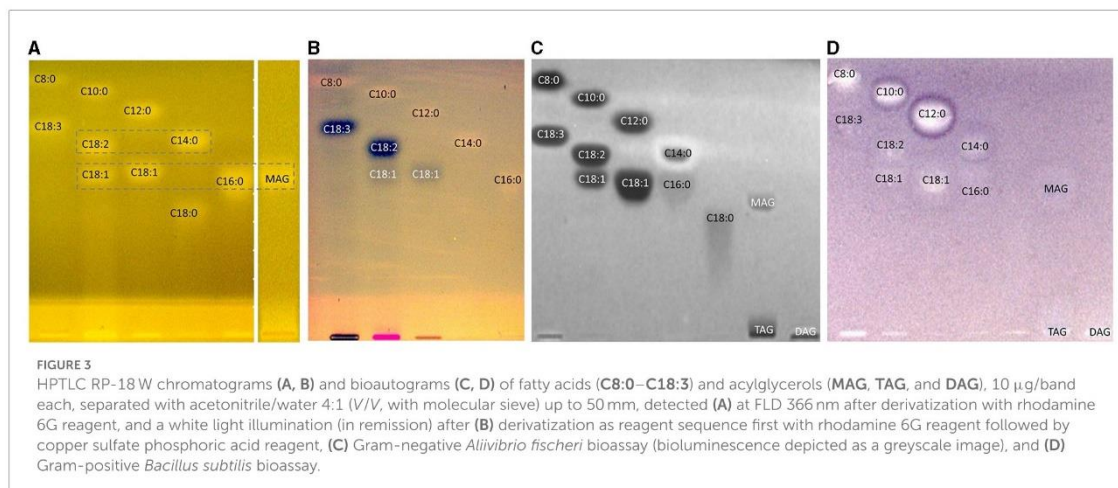 A
B
C
D
C8:0
C10:0
C12:0
C18:3
C18:2
C14:0
C18:1
C18:1
C16:0
MAG
C18:0
C8:0
C10:0
C12:0
C18:3
C18:2
C14:0
C18:1
C18:1
C16:0
C8:0
C10:0
C12:0
C18:3
C18:2
C14:0
C18:1
C18:1
C16:0
MAG
C18:0
TAG
DAG
C8:0
C10:0
C12:0
C18:3
C18:2
C14:0
C18:1
C18:1
C16:0
MAG
TAG
DAG
FIGURE 3
HPTLC RP-18 W chromatograms (A, B) and bioautograms (C, D) of fatty acids (C8:0–C18:3) and acylglycerols (MAG, TAG, and DAG), 10 μg/band
each, separated with acetonitrile/water 4:1 (V/V, with molecular sieve) up to 50 mm, detected (A) at FLD 366 nm after derivatization with rhodamine
6G reagent, and a white light illumination (in remission) after (B) derivatization as reagent sequence first with rhodamine 6G reagent followed by
copper sulfate phosphoric acid reagent, (C) Gram-negative Aliivibrio fischeri bioassay (bioluminescence depicted as a greyscale image), and (D)
Gram-positive Bacillus subtilis bioassay.